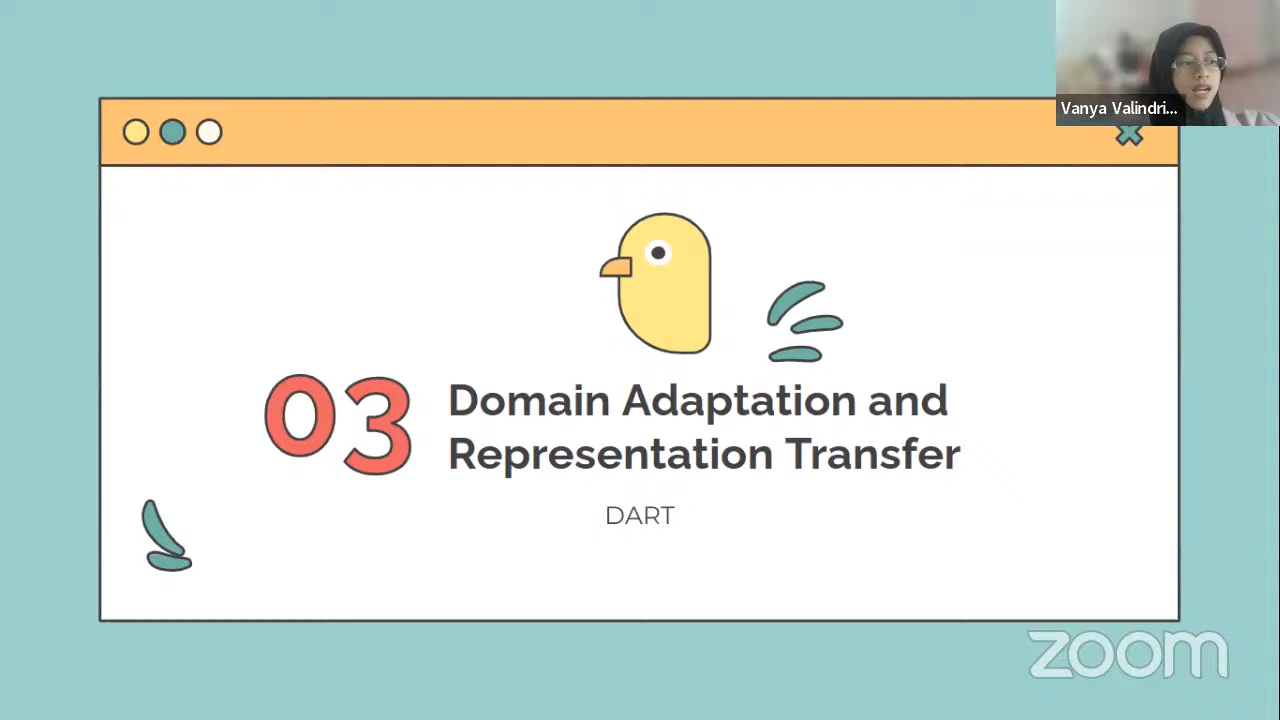 Vanya Valindri...
03
Domain Adaptation and
Representation Transfer
DART
zoom